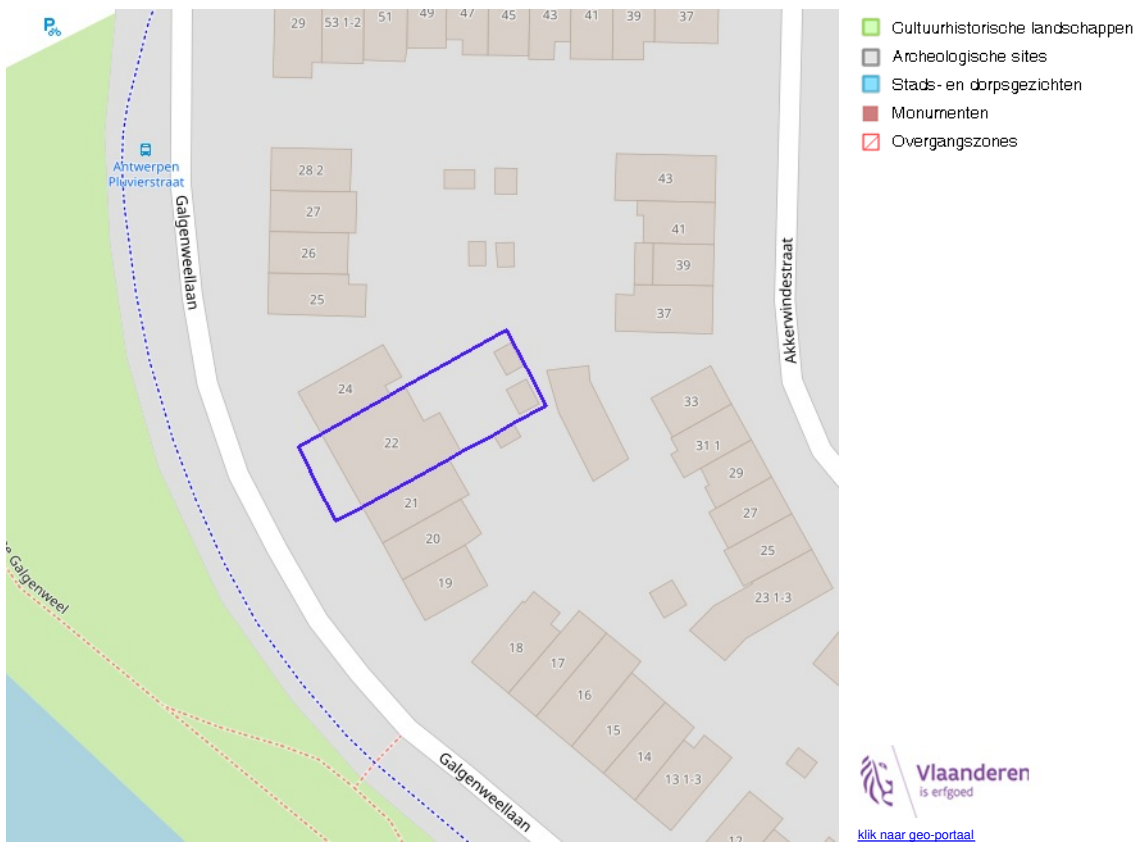 29
53 1-2
51
49
47
45
43
41
39
37
P
Antwerpen
Pluvierstraat
Galgenweellaan
28 2
27
26
25
43
41
39
37
Akkerwindestraat
24
22
21
20
19
33
31 1
29
27
25
23 1-3
18
17
16
15
14
13 1-3
12
Galgenweel
Galgenweellaan
Cultuurhistorische landschappen
Archeologische sites
Stads- en dorpsgezichten
Monumenten
Overgangszones
Vlaanderen
is erfgoed
klik naar geo-portaal